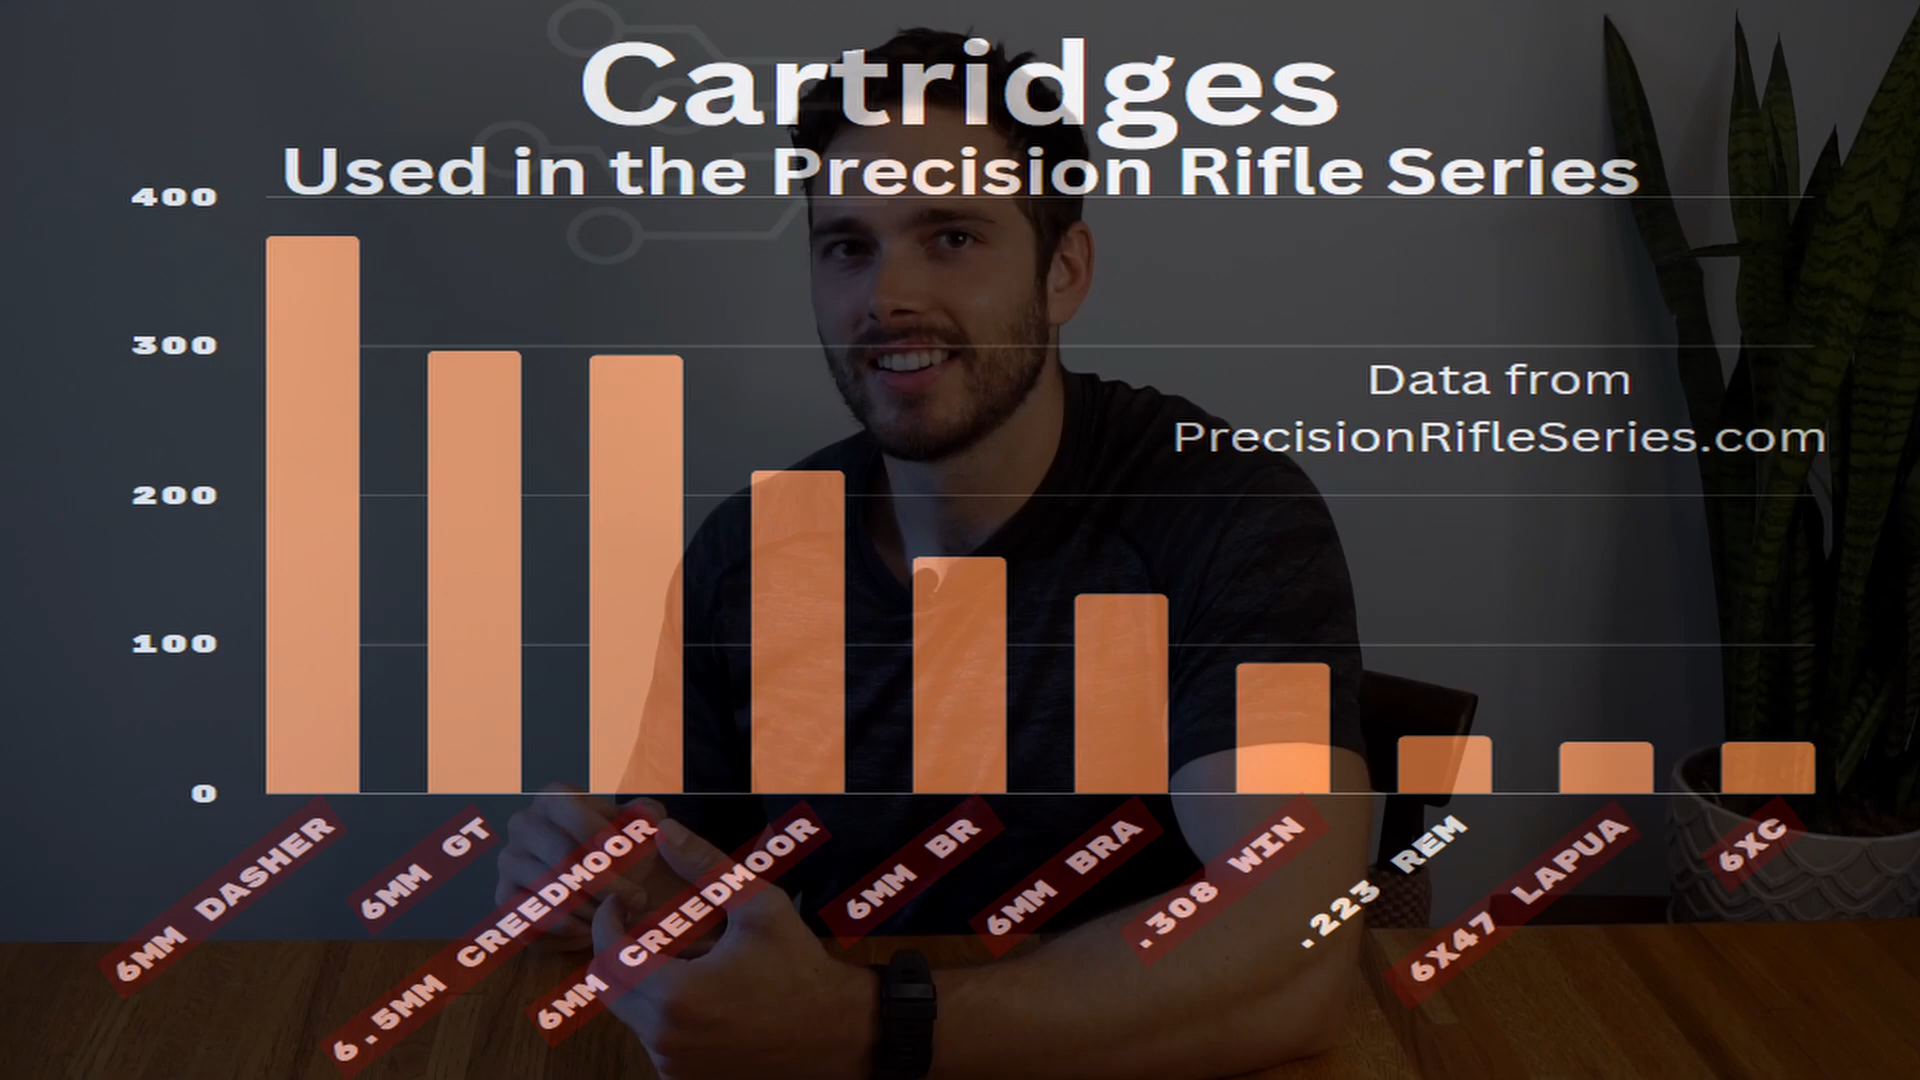 Cartridges
Used in the Precision Rifle Series
400
300
Data from
PrecisionRifleSeries.com
200
100
0
6MM DASHER
6MM GT
6.5MM CREEDMOOR
6MM CREEDMOOR
6MM BR
6MM BRA
.308 WIN
.223 REM
6X47 LAPUA
6XC